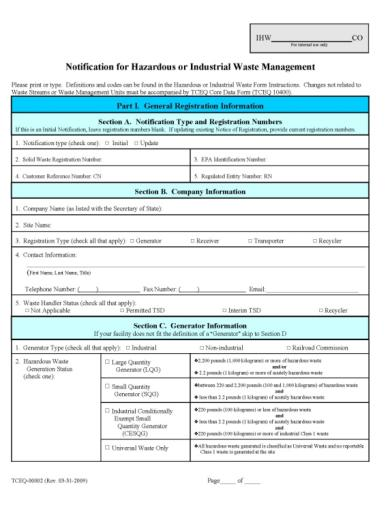 IHW____________CO
For internal use only
Notification for Hazardous or Industrial Waste Management
Please print or type. Definitions and codes can be found in the Hazardous or Industrial Waste Form Instructions. Changes not related to
Waste Streams or Waste Management Units must be accompanied by TCEQ Core Data Form (TCEQ 10400).
Part I. General Registration Information
Section A. Notification Type and Registration Numbers
If this is an Initial Notification, leave registration numbers blank. If updating existing Notice of Registration, provide current registration numbers.
1. Notification type (check one): □ Initial □ Update
2. Solid Waste Registration Number: 3. EPA Identification Number:
4. Customer Reference Number: CN 5. Regulated Entity Number: RN
Section B. Company Information
1. Company Name (as listed with the Secretary of State):
2. Site Name:
3. Registration Type (check all that apply): □ Generator □ Receiver □ Transporter □ Recycler
4. Contact Information:
(First Name, Last Name, Title)
Telephone Number: (____)____________ Fax Number: (____)____________ Email: ____________
5. Waste Handler Status (check all that apply):
□ Not Applicable □ Permitted TSD □ Interim TSD □ Recycler
Section C. Generator Information
If your facility does not fit the definition of a "Generator" skip to Section D
1. Generator Type (check all that apply): □ Industrial □ Non-industrial □ Railroad Commission
2. Hazardous Waste
Generation Status
(check one):
□ Large Quantity
Generator (LQG)
❖2,200 pounds (1,000 kilograms) or more of hazardous waste
and/or
❖ 2.2 pounds (1 kilogram) or more of acutely hazardous waste
□ Small Quantity
Generator (SQG)
❖between 220 and 2,200 pounds (100 and 1,000 kilograms) of hazardous waste
and
❖ less than 2.2 pounds (1 kilogram) of acutely hazardous waste
□ Industrial Conditionally
Exempt Small
Quantity Generator
(CESQG)
❖220 pounds (100 kilograms) or less of hazardous waste
and
❖ less than 2.2 pounds (1 kilogram) of acutely hazardous waste
and
❖220 pounds (100 kilograms) or more of industrial Class 1 waste
□ Universal Waste Only
❖All hazardous waste generated is classified as Universal Waste and no reportable
Class 1 waste is generated at the site
TCEQ-00002 (Rev. 03-31-2009) Page_____ of _____